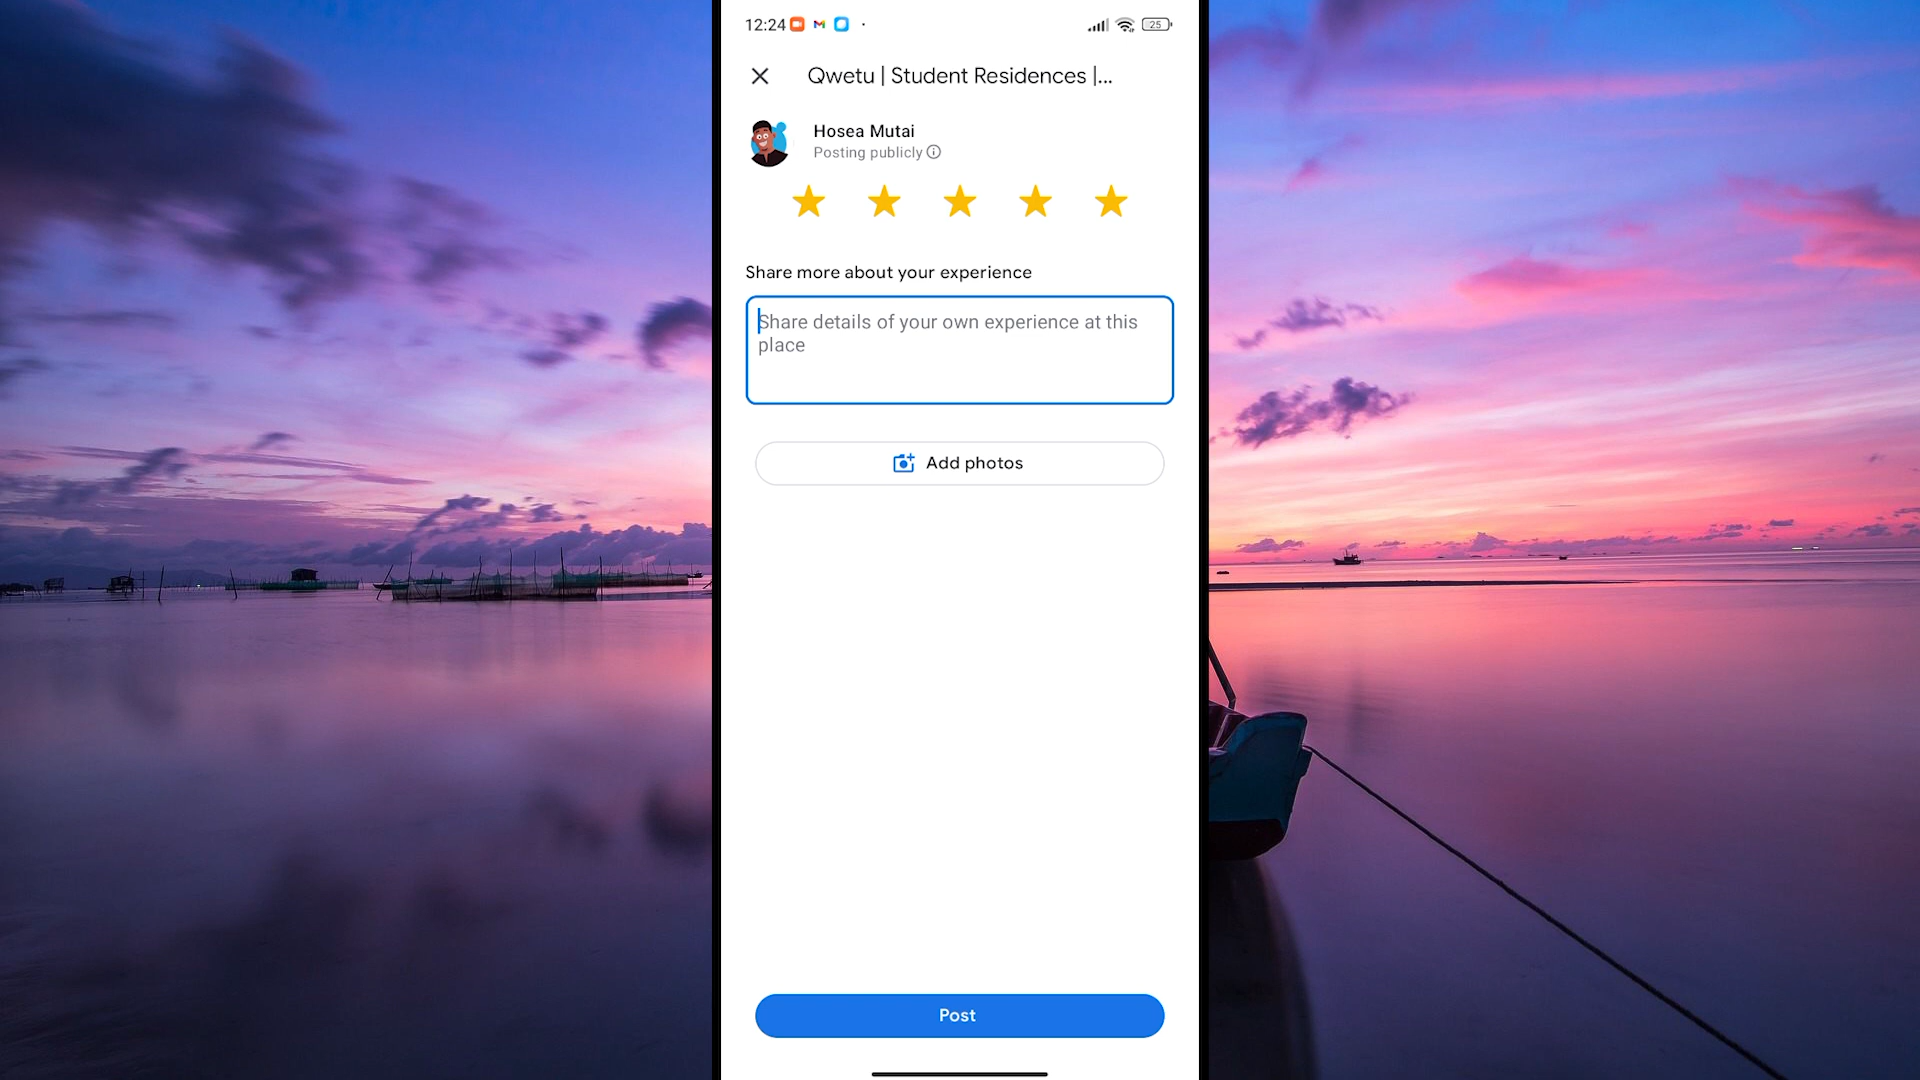 12:24
25
Qwetu | Student Residences |...
Hosea Mutai
Posting publicly
Share more about your experience
Share details of your own experience at this
place
Add photos
Post